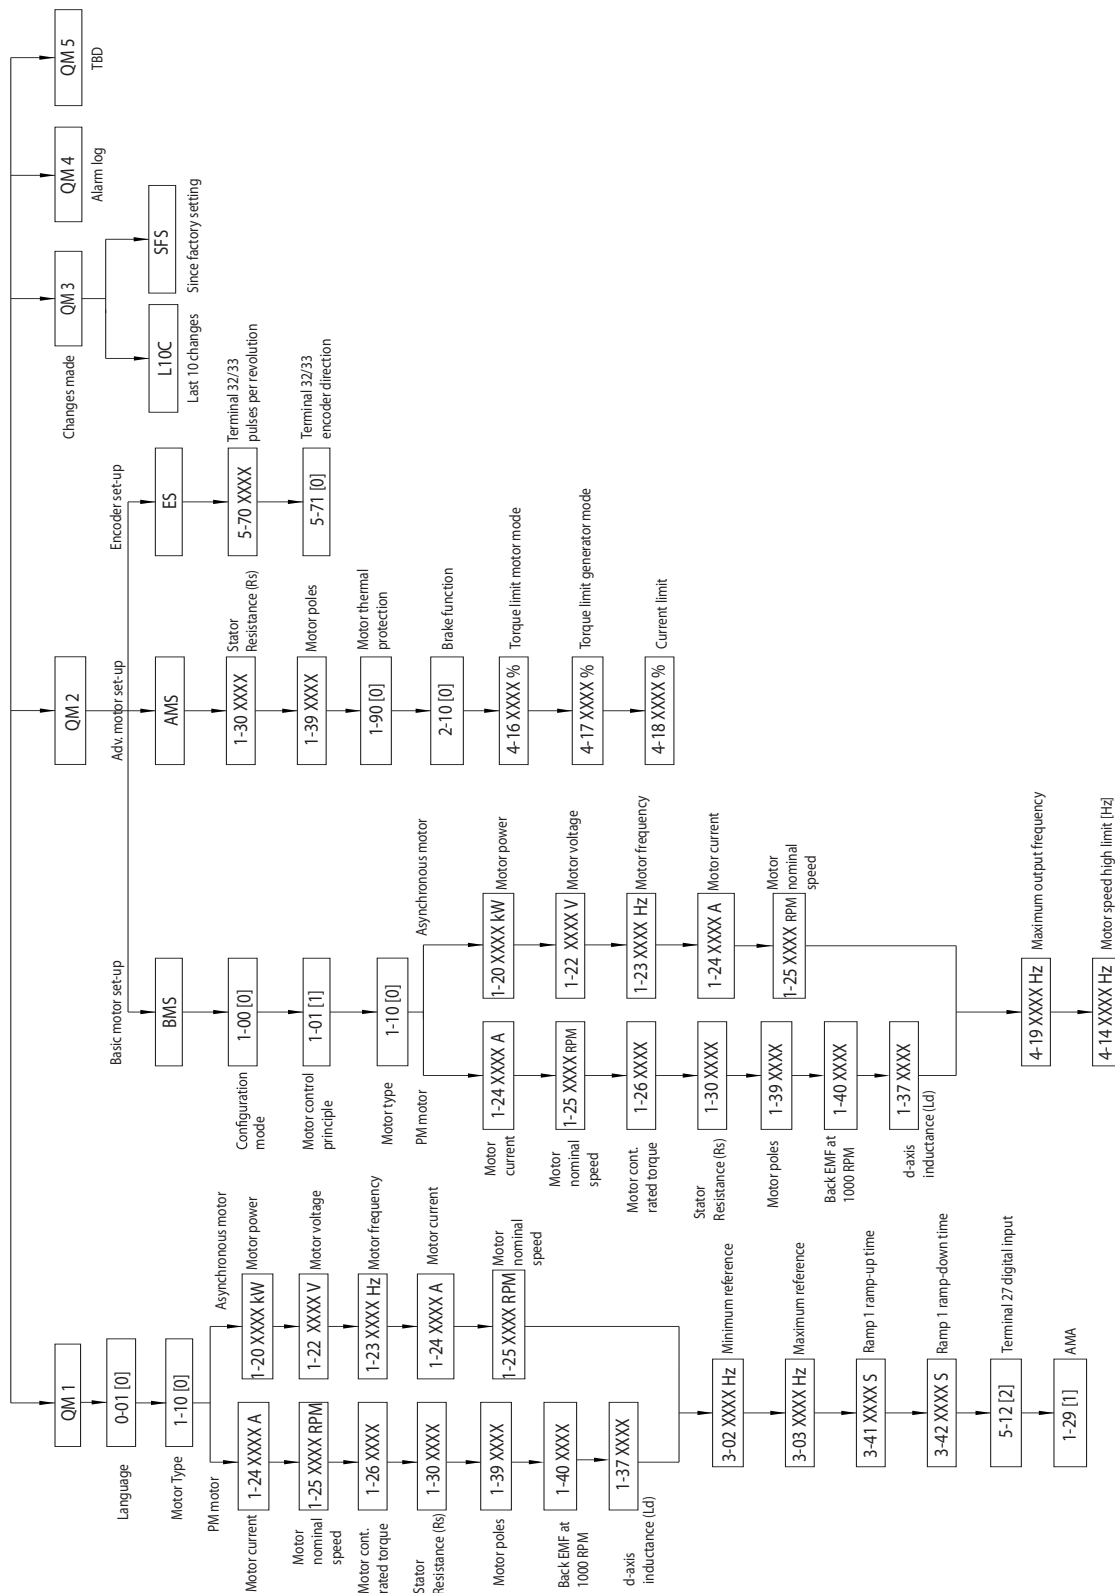 QM 1
0-01 [0]
Language
1-10 [0]
Motor Type
PM motor
Asynchronous motor
1-24 XXXX A
Motor current
1-25 XXXX RPM
Motor
nominal
speed
1-26 XXXX
Motor cont.
rated torque
1-30 XXXX
Stator
Resistance (Rs)
1-39 XXXX
Motor poles
1-40 XXXX
Back EMF at
1000 RPM
1-37 XXXX
d-axis
inductance (Ld)
1-20 XXXX kW
Motor power
1-22 XXXX V
Motor voltage
1-23 XXXX Hz
Motor frequency
1-24 XXXX A
Motor current
1-25 XXXX RPM
Motor
nominal
speed
3-02 XXXX Hz
Minimum reference
3-03 XXXX Hz
Maximum reference
3-41 XXXX S
Ramp 1 ramp-up time
3-42 XXXX S
Ramp 1 ramp-down time
5-12 [2]
Terminal 27 digital input
1-29 [1]
AMA
QM 2
Basic motor set-up
BMS
1-00 [0]
Configuration
mode
1-01 [1]
Motor control
principle
1-10 [0]
Motor type
PM motor
Asynchronous motor
1-24 XXXX A
Motor
current
1-25 XXXX RPM
Motor
nominal
speed
1-26 XXXX
Motor cont.
rated torque
1-30 XXXX
Stator
Resistance (Rs)
1-39 XXXX
Motor poles
1-40 XXXX
Back EMF at
1000 RPM
1-37 XXXX
d-axis
inductance (Ld)
1-20 XXXX kW
Motor power
1-22 XXXX V
Motor voltage
1-23 XXXX Hz
Motor frequency
1-24 XXXX A
Motor current
1-25 XXXX RPM
Motor
nominal
speed
4-19 XXXX Hz
Maximum output frequency
4-14 XXXX Hz
Motor speed high limit [Hz]
Adv. motor set-up
AMS
1-30 XXXX
Stator
Resistance (Rs)
1-39 XXXX
Motor poles
1-90 [0]
Motor thermal
protection
2-10 [0]
Brake function
4-16 XXXX %
Torque limit motor mode
4-17 XXXX %
Torque limit generator mode
4-18 XXXX %
Current limit
Encoder set-up
ES
5-70 XXXX
Terminal 32/33
pulses per revolution
5-71 [0]
Terminal 32/33
encoder direction
QM 3
Changes made
L10C
Last 10 changes
SFS
Since factory setting
QM 4
Alarm log
QM 5
TBD